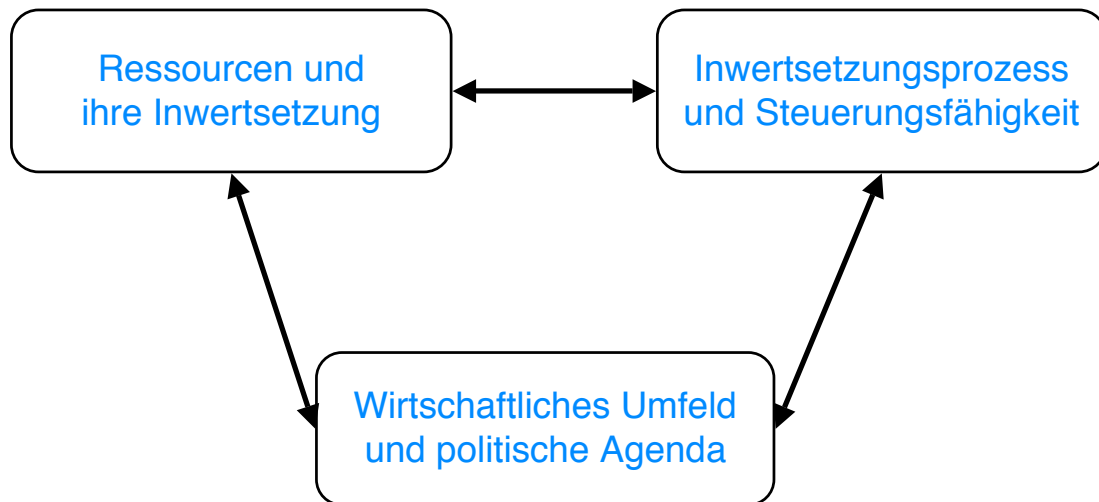 Ressourcen und
ihre Inwertsetzung
Inwertsetzungsprozess
und Steuerungsfähigkeit
Wirtschaftliches Umfeld
und politische Agenda